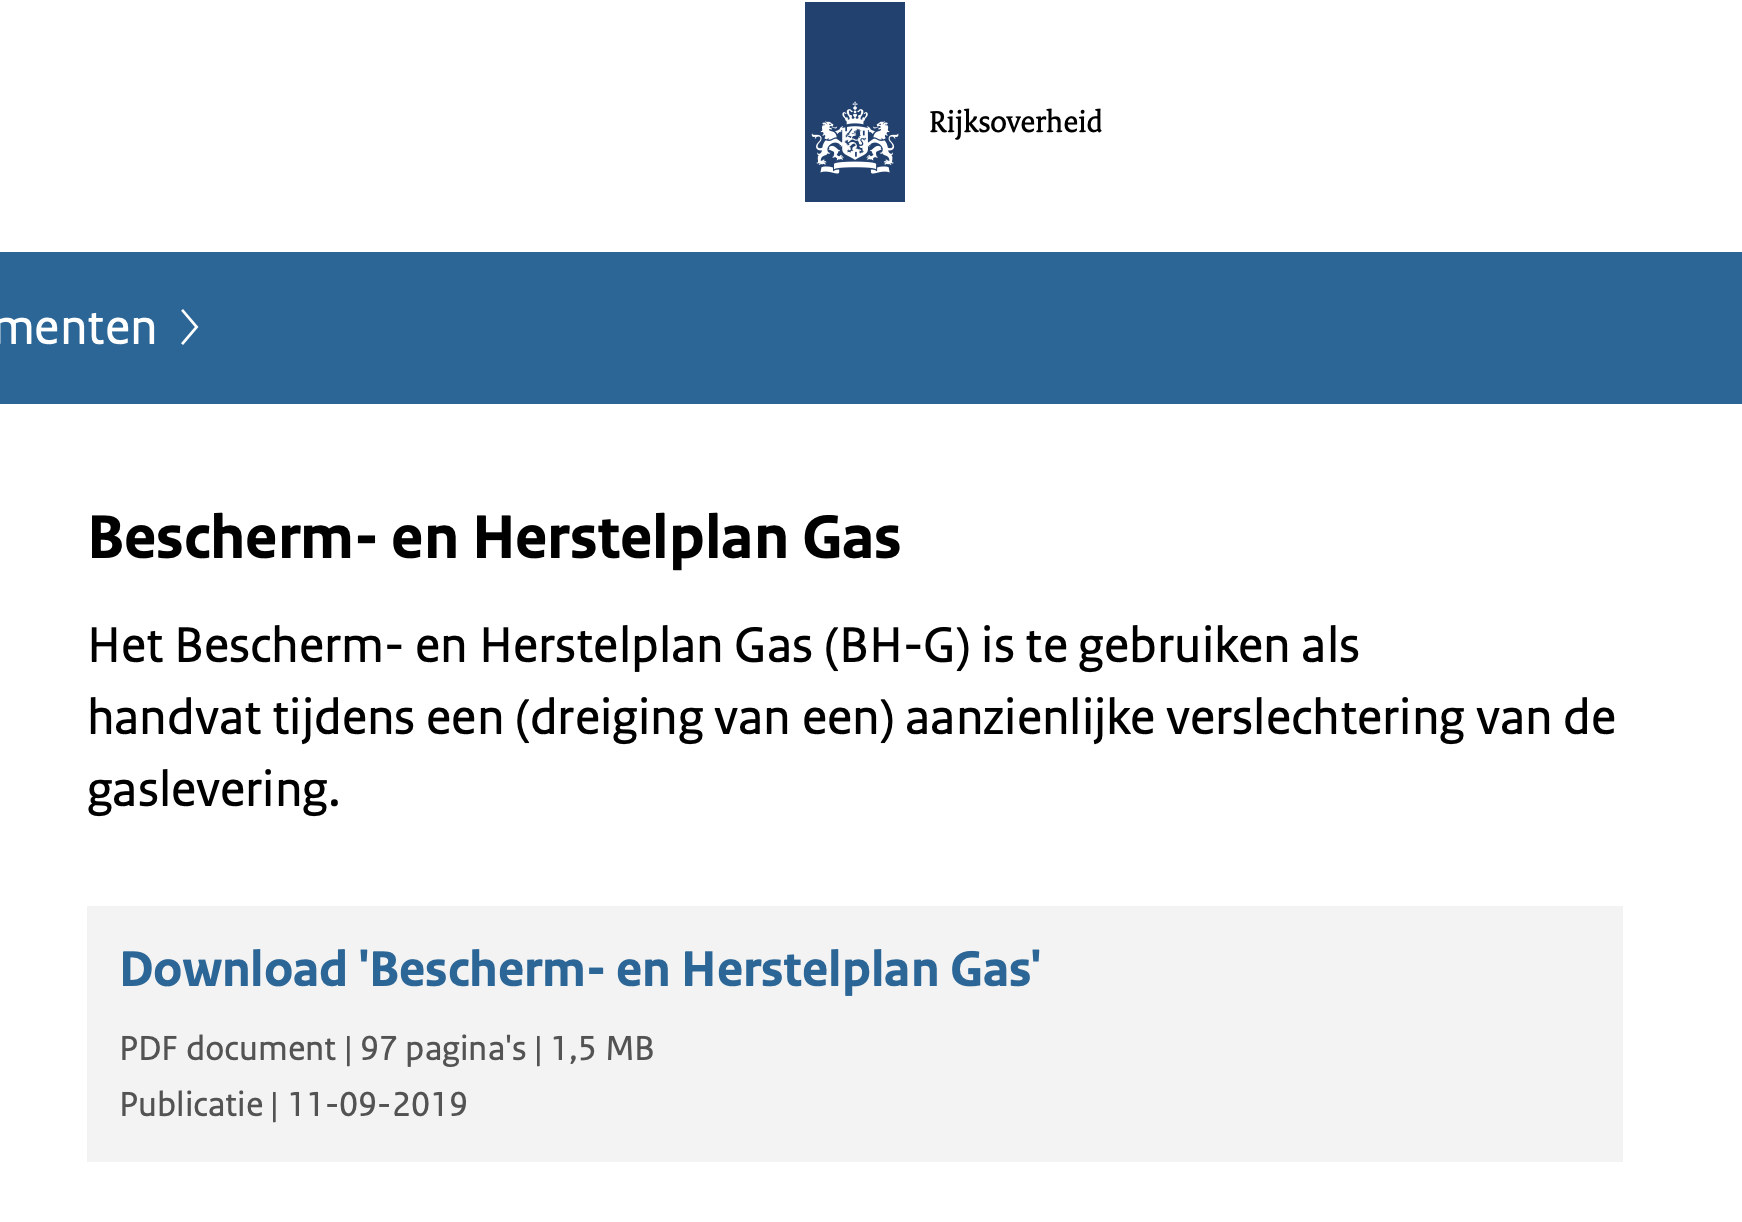 Rijksoverheid
menten
Bescherm- en Herstelplan Gas
Het Bescherm- en Herstelplan Gas (BH-G) is te gebruiken als
handvat tijdens een (dreiging van een) aanzienlijke verslechtering van de
gaslevering.
Download 'Bescherm- en Herstelplan Gas'
PDF document | 97 pagina's | 1,5 MB
Publicatie | 11-09-2019